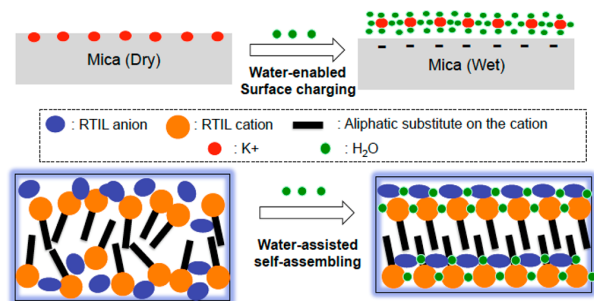 Mica (Dry)
Water-enabled
Surface charging
Mica (Wet)
: RTIL anion
: RTIL cation
: Aliphatic substitute on the cation
: K+
: H₂O
Water-assisted
self-assembling